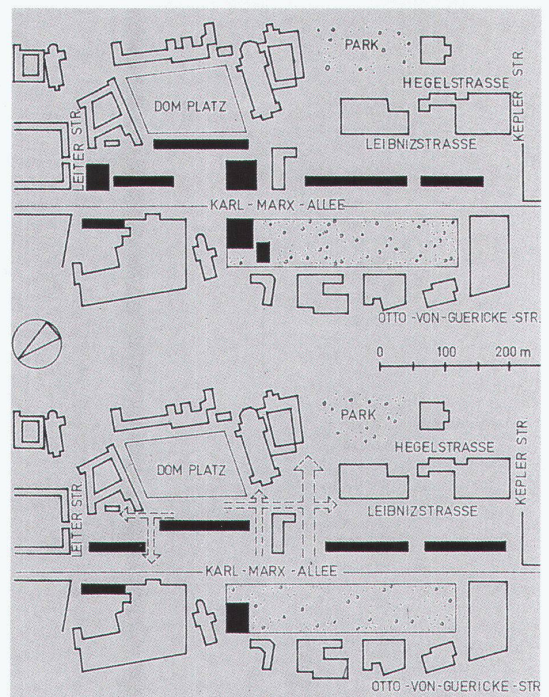 PARK
HEGELSTRASSE
DOM PLATZ
KEPLER STR.
LEITER STR.
LEIBNIZSTRASSE
KARL-MARX-ALLEE
OTTO-VON-GUERICKE-STR.
0 100 200 m
PARK
HEGELSTRASSE
DOM PLATZ
KEPLER STR.
LEITER STR.
LEIBNIZSTRASSE
KARL-MARX-ALLEE
OTTO-VON-GUERICKE-STR